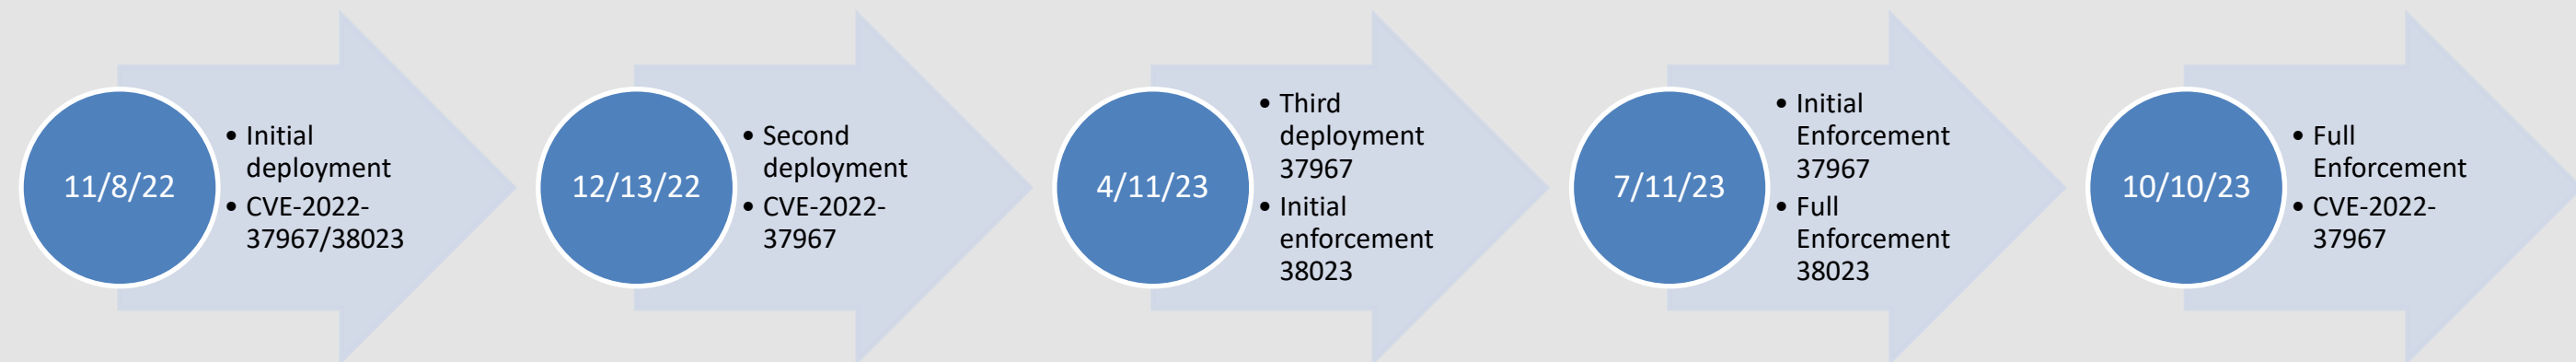 11/8/22
• Initial
deployment
• CVE-2022-
37967/38023
12/13/22
• Second
deployment
• CVE-2022-
37967
4/11/23
• Third
deployment
37967
• Initial
enforcement
38023
7/11/23
• Initial
Enforcement
37967
• Full
Enforcement
38023
10/10/23
• Full
Enforcement
• CVE-2022-
37967